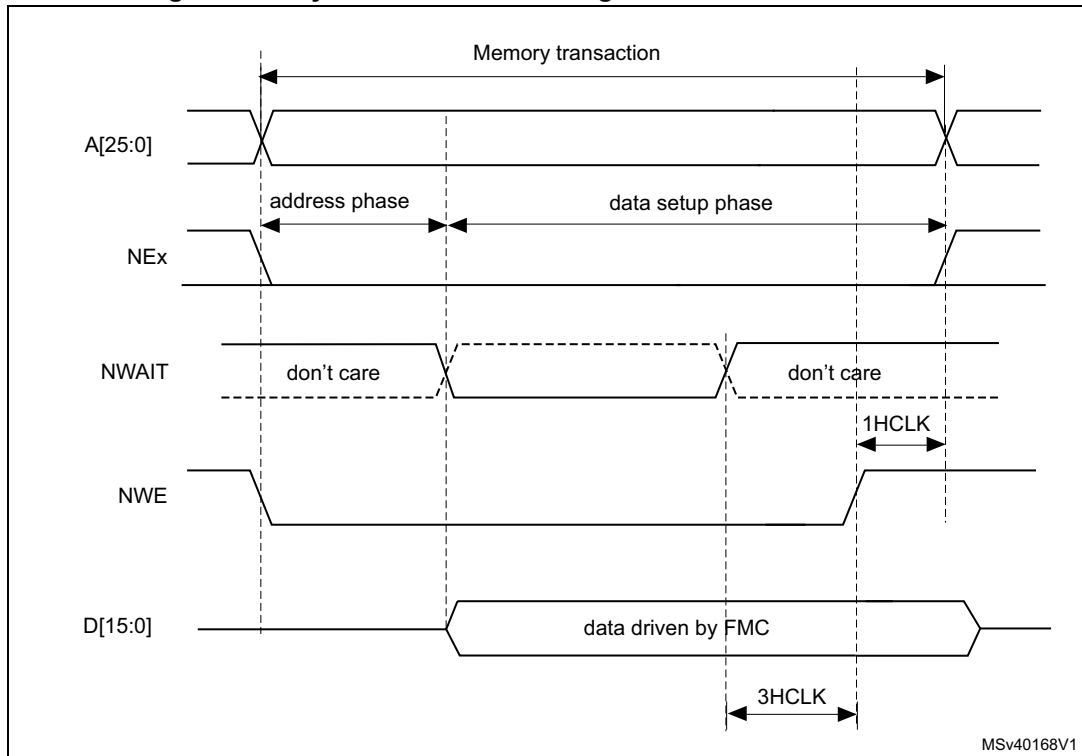 Memory transaction
A[25:0]
address phase
data setup phase
NEx
NWAIT
don't care
don't care
1HCLK
NWE
D[15:0]
data driven by FMC
3HCLK
MSv40168V1